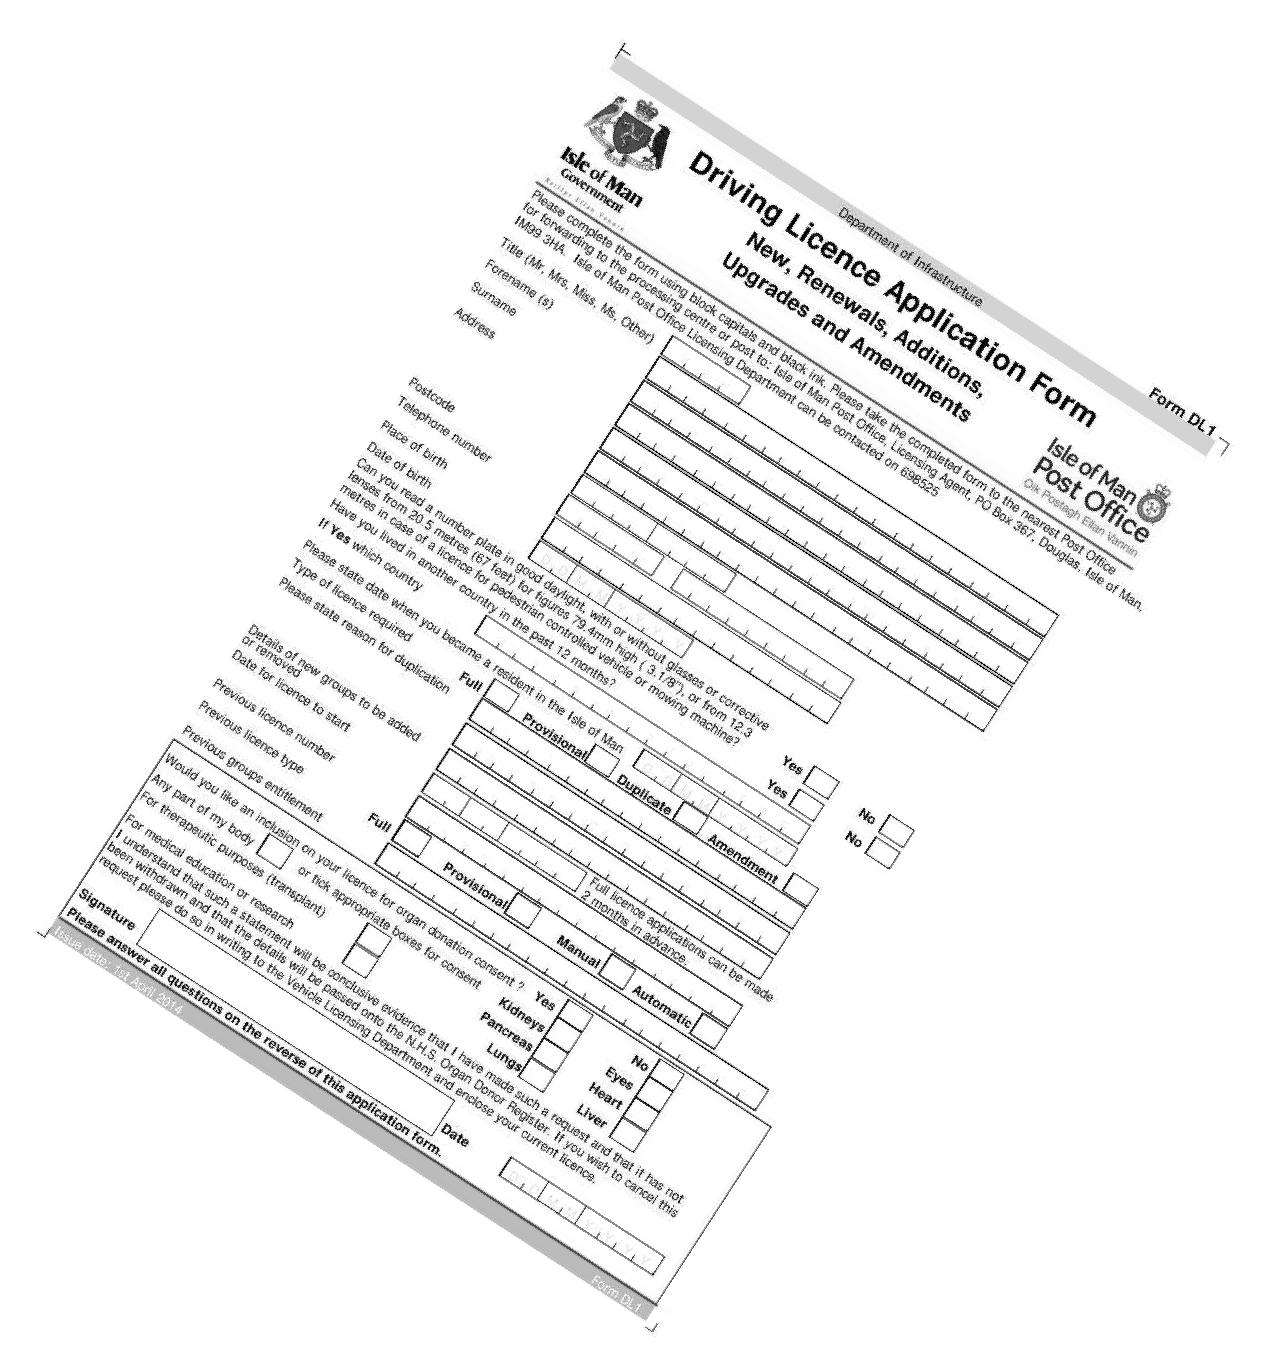 Department of Infrastructure
Form DL1
Driving Licence Application Form
New, Renewals, Additions,
Upgrades and Amendments
Isle of Man
Government
Reiltys Ellan Vannin
Isle of Man
Post Office
Oik Postagh Ellan Vannin
Please complete the form using block capitals and black ink. Please take the completed form to the nearest Post Office
for forwarding to the processing centre or post to: Isle of Man Post Office, Licensing Agent, PO Box 367, Douglas, Isle of Man,
IM99 3HA. Isle of Man Post Office Licensing Department can be contacted on 698525
Title (Mr, Mrs, Miss, Ms, Other)
Forename (s)
Surname
Address
Postcode
Telephone number
Place of birth
Date of birth
D D M M Y Y Y Y
Can you read a number plate in good daylight, with or without glasses or corrective
lenses from 20.5 metres (67 feet) for figures 79.4mm high ( 3.1/8"), or from 12.3
metres in case of a licence for pedestrian controlled vehicle or mowing machine?
Yes
No
Have you lived in another country in the past 12 months?
Yes
No
If Yes which country
Please state date when you became a resident in the Isle of Man
D D M M Y Y Y Y
Type of licence required
Full
Provisional
Duplicate
Amendment
Please state reason for duplication
Details of new groups to be added
or removed
Date for licence to start
Full licence applications can be made
2 months in advance.
Previous licence number
Previous licence type
Full
Provisional
Manual
Automatic
Previous groups entitlement
Would you like an inclusion on your licence for organ donation consent ?
Yes
No
Any part of my body
or tick appropriate boxes for consent
Kidneys
Eyes
For therapeutic purposes (transplant)
Pancreas
Heart
For medical education or research
Lungs
Liver
I understand that such a statement will be conclusive evidence that I have made such a request and that it has not
been withdrawn and that the details will be passed onto the N.H.S. Organ Donor Register. If you wish to cancel this
request please do so in writing to the Vehicle Licensing Department and enclose your current licence.
Signature
Date
D D M M Y Y Y Y
Please answer all questions on the reverse of this application form.
Issue date: 1st April 2014
Form DL1